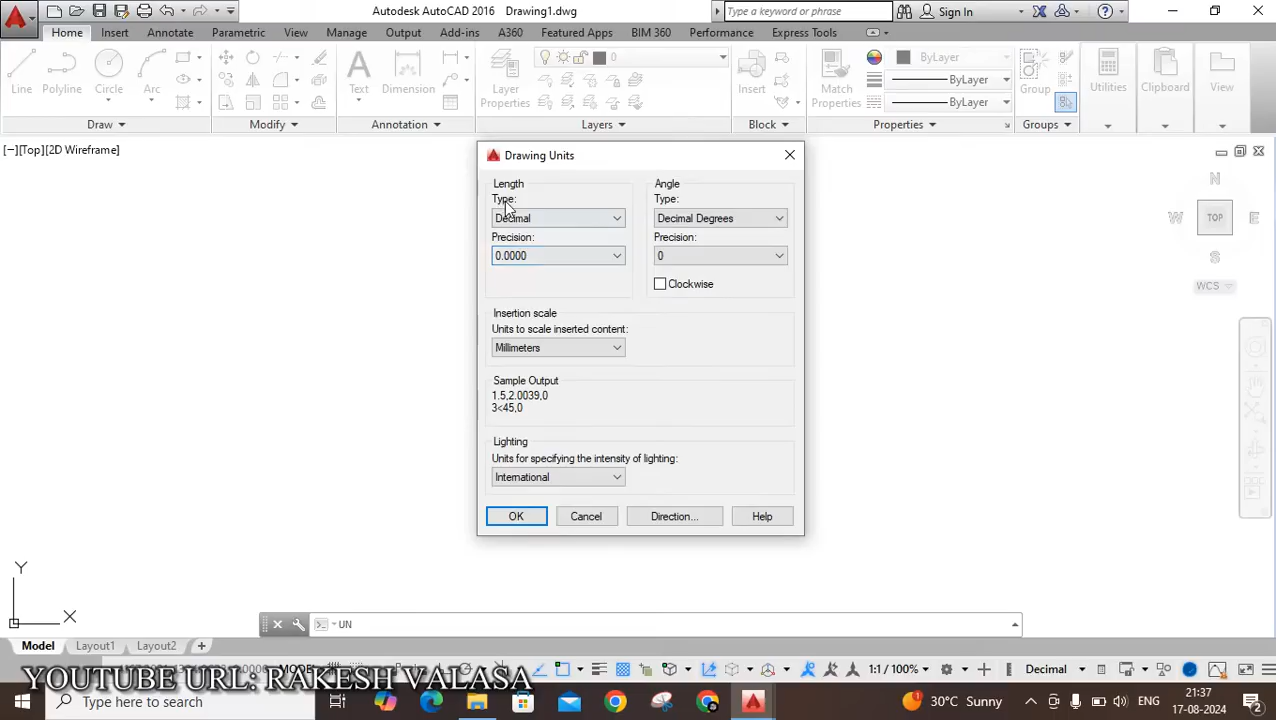 Autodesk AutoCAD 2016 Drawing1.dwg
Type a keyword or phrase
Sign In
Home Insert Annotate Parametric View Manage Output Add-ins A360 Featured Apps BIM 360 Performance Express Tools
Line Polyline Circle Arc
Text Dimension
Layer Properties
0
Insert
Match Properties
ByLayer
ByLayer
ByLayer
Group
Utilities
Clipboard
View
Draw Modify Annotation Layers Block Properties Groups
[−][Top][2D Wireframe]
Drawing Units
Length
Type:
Decimal
Precision:
0.0000
Angle
Type:
Decimal Degrees
Precision:
0
Clockwise
Insertion scale
Units to scale inserted content:
Millimeters
Sample Output
1.5,2.0039,0
3<45,0
Lighting
Units for specifying the intensity of lighting:
International
OK Cancel Direction... Help
N
W TOP E
S
WCS
Y
X
UN
Model Layout1 Layout2
MODEL
1:1 / 100%
Decimal
YOUTUBE URL: RAKESH VALASA
Type here to search
30°C Sunny
ENG
21:37
17-08-2024
2